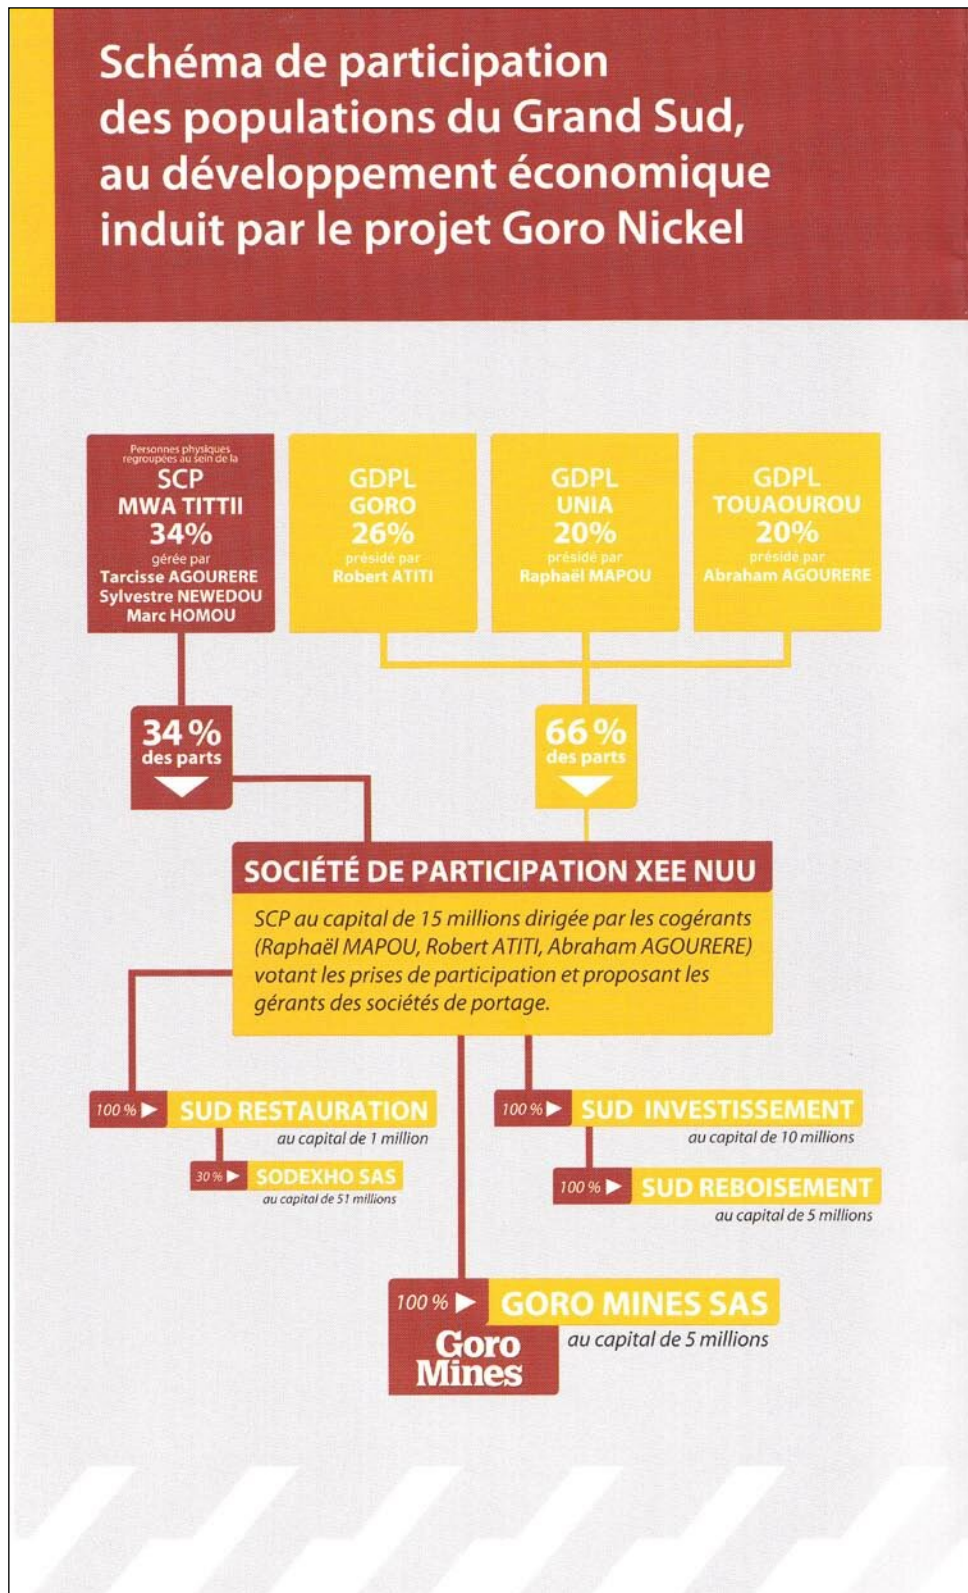 Schéma de participation
des populations du Grand Sud,
au développement économique
induit par le projet Goro Nickel
Personnes physiques
regroupées au sein de la
SCP
MWA TITTII
34%
gérée par
Tarcisse AGOURERE
Sylvestre NEWEDOU
Marc HOMOU
GDPL
GORO
26%
présidé par
Robert ATITI
GDPL
UNIA
20%
présidé par
Raphaël MAPOU
GDPL
TOUAOUROU
20%
présidé par
Abraham AGOURERE
34 %
des parts
66 %
des parts
SOCIÉTÉ DE PARTICIPATION XEE NUU
SCP au capital de 15 millions dirigée par les cogérants
(Raphaël MAPOU, Robert ATITI, Abraham AGOURERE)
votant les prises de participation et proposant les
gérants des sociétés de portage.
100 % SUD RESTAURATION
au capital de 1 million
30 % SODEXHO SAS
au capital de 51 millions
100 % SUD INVESTISSEMENT
au capital de 10 millions
100 % SUD REBOISEMENT
au capital de 5 millions
100 % GORO MINES SAS
au capital de 5 millions
Goro
Mines